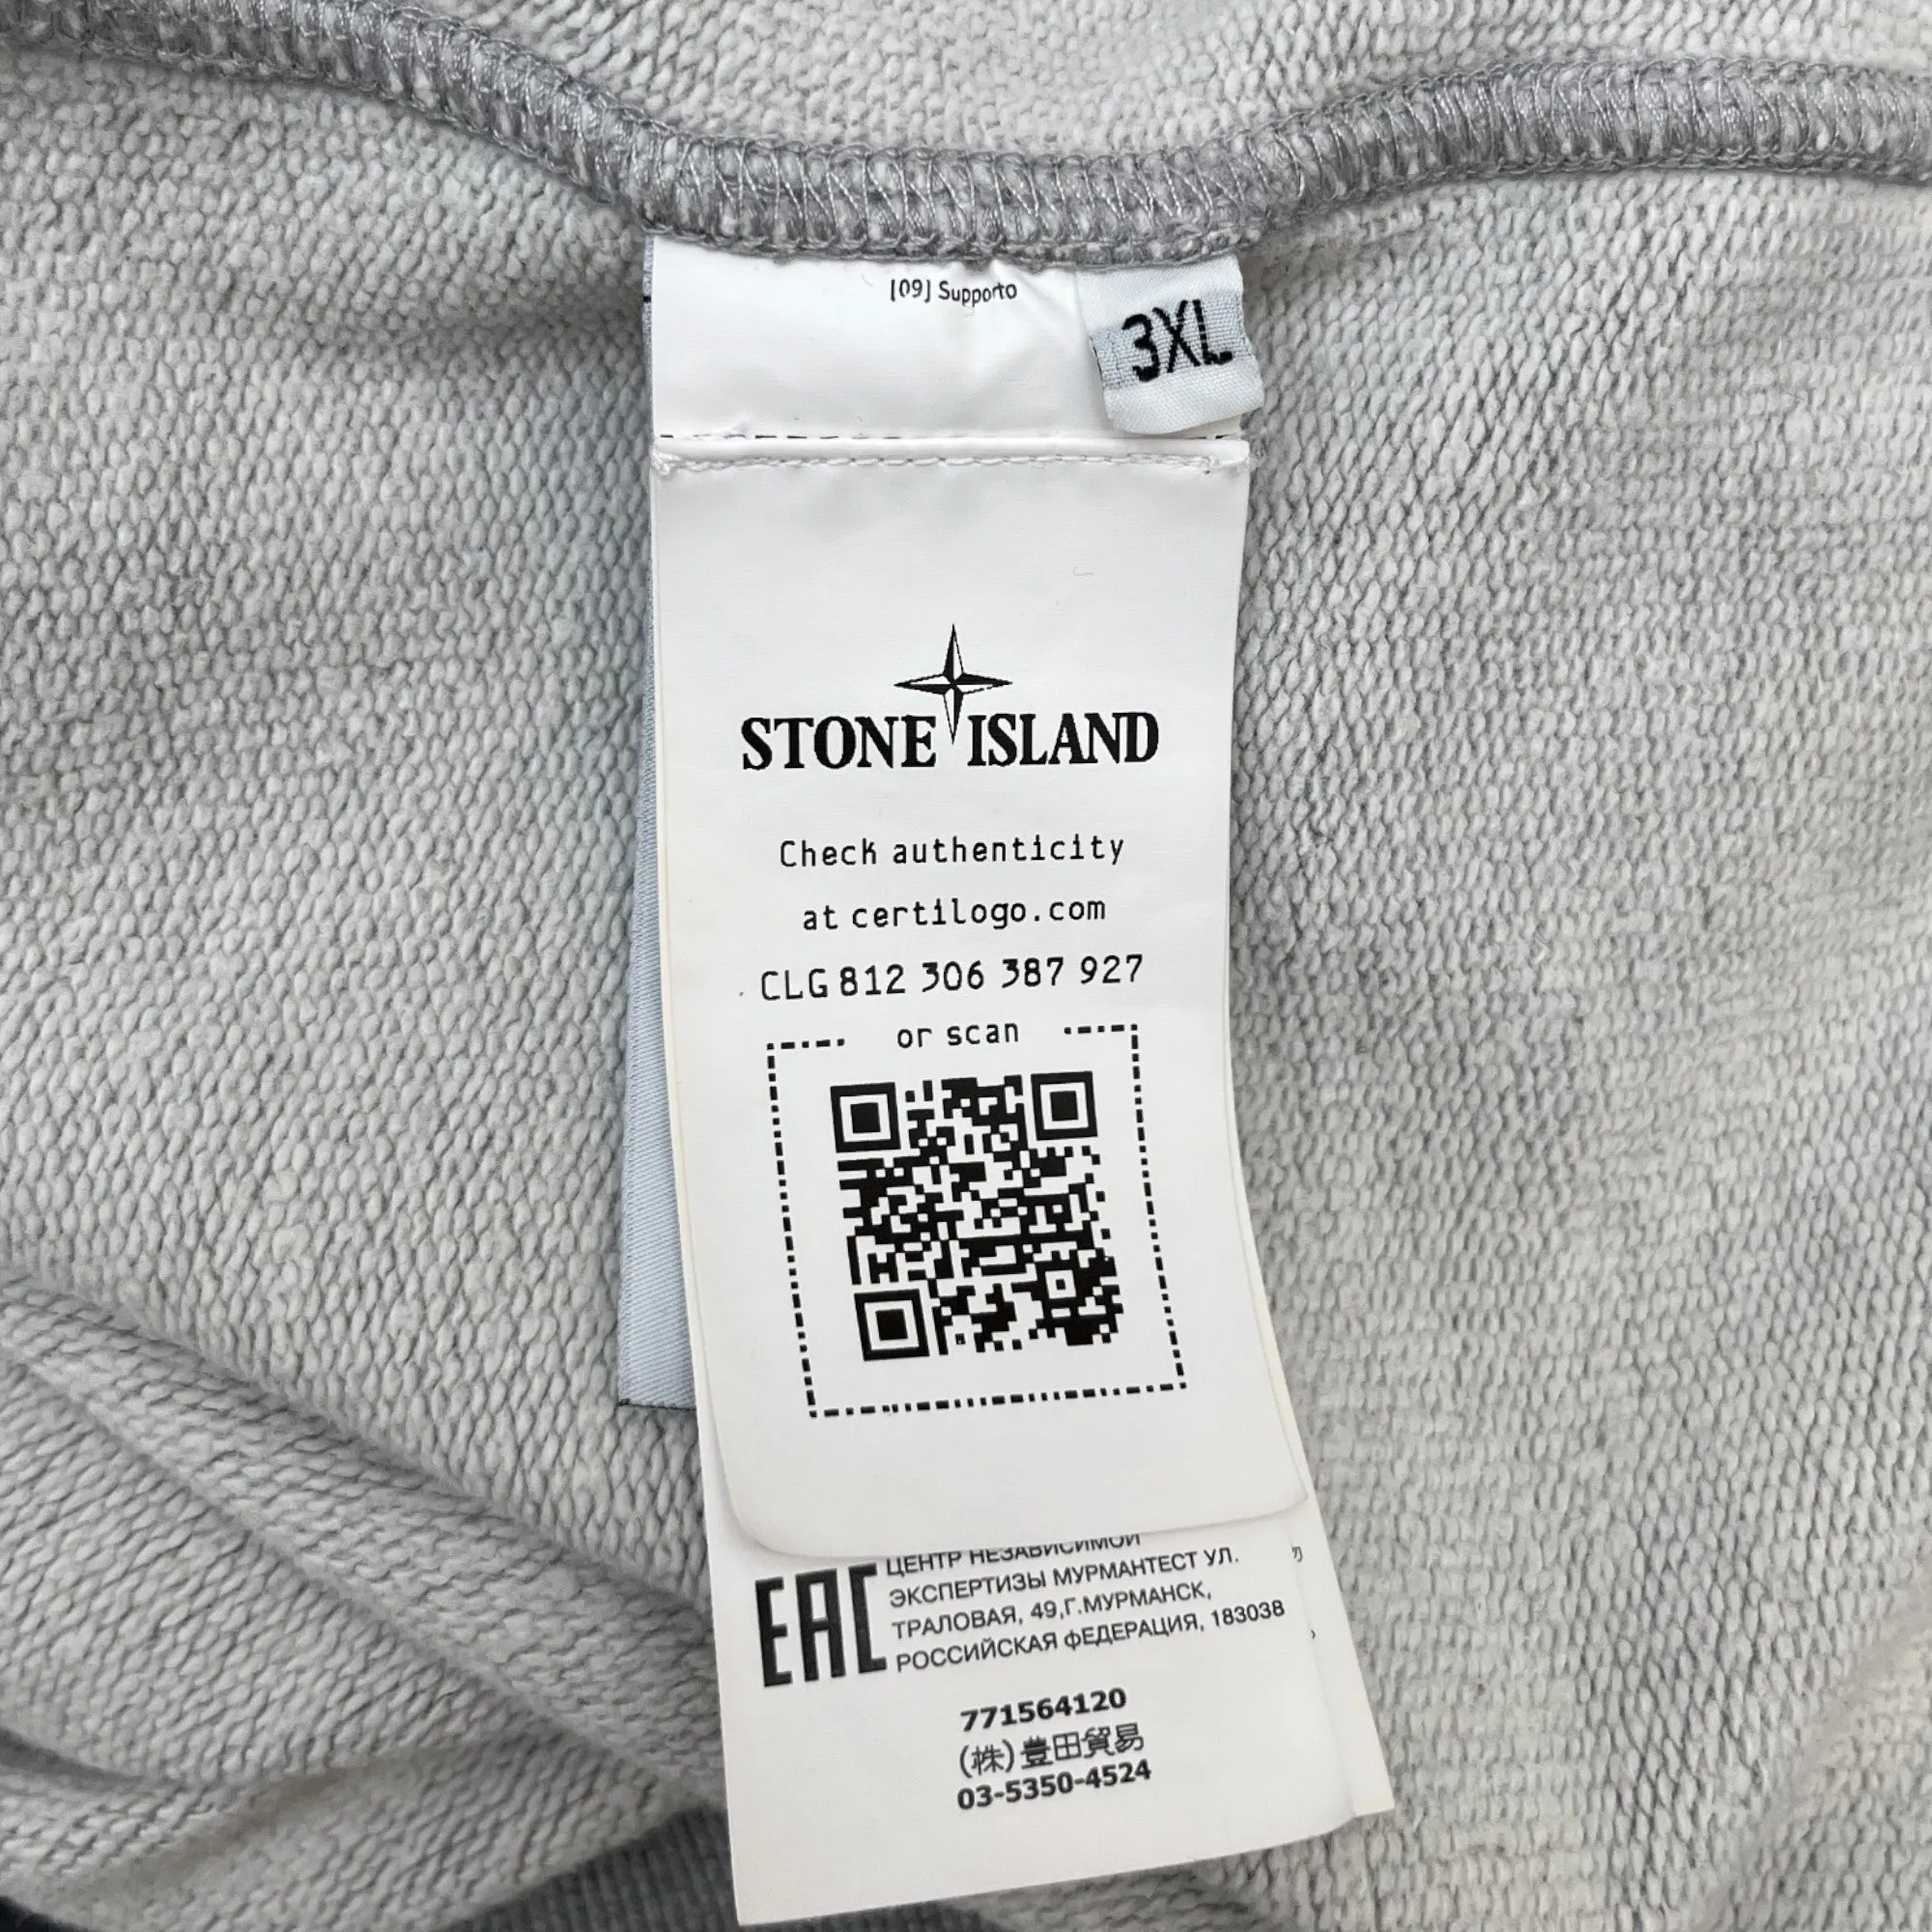 [09] Supporto
3XL
STONE ISLAND
Check authenticity
at certilogo.com
CLG 812 306 387 927
or scan
ЦЕНТР НЕЗАВИСИМОЙ
ЭКСПЕРТИЗЫ МУРМАНТЕСТ УЛ.
ТРАЛОВАЯ, 49,Г.МУРМАНСК,
РОССИЙСКАЯ ФЕДЕРАЦИЯ, 183038
EAC
771564120
(株)豊田貿易
03-5350-4524